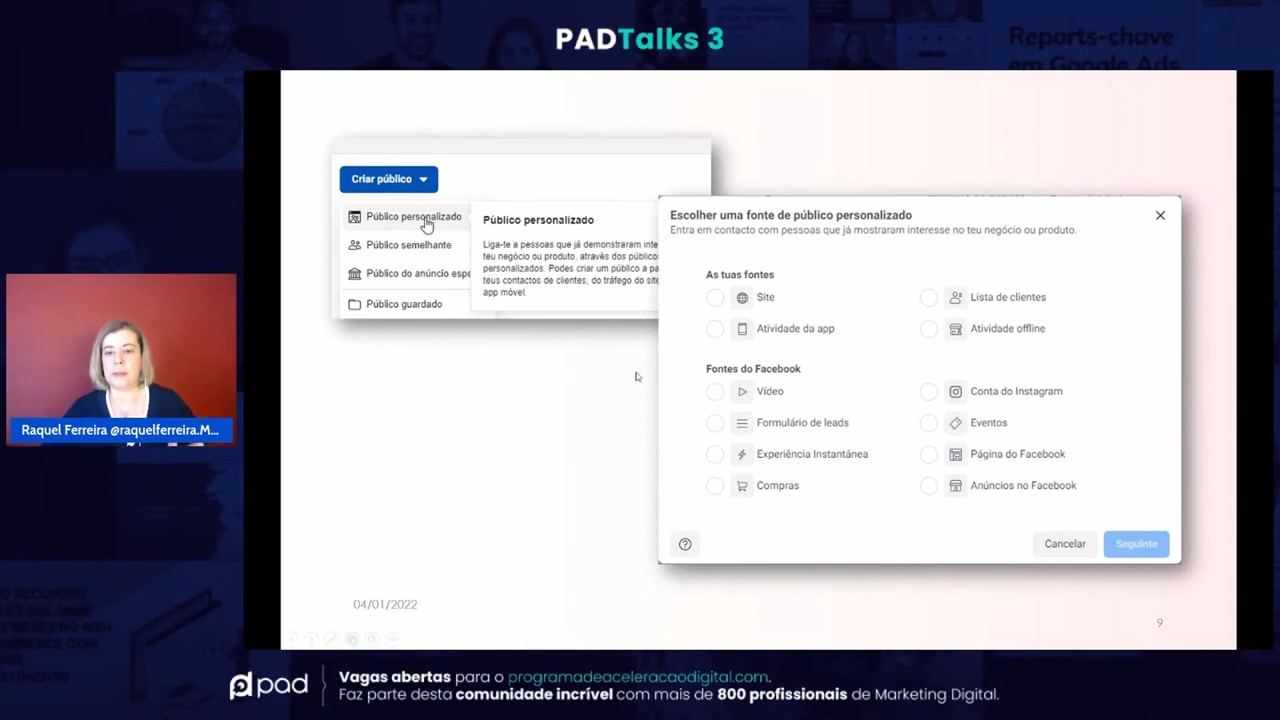 PADTalks 3
Reports-chave
em Google Ads
Criar público
Público personalizado
Público semelhante
Público do anúncio espe
Público guardado
Público personalizado
Liga-te a pessoas que já demonstraram inte
teu negócio ou produto, através dos público
personalizados. Podes criar um público a pa
teus contactos de clientes, do tráfego do site
app móvel.
Escolher uma fonte de público personalizado
Entra em contacto com pessoas que já mostraram interesse no teu negócio ou produto.
As tuas fontes
Site
Lista de clientes
Atividade da app
Atividade offline
Fontes do Facebook
Vídeo
Conta do Instagram
Formulário de leads
Eventos
Experiência Instantânea
Página do Facebook
Compras
Anúncios no Facebook
Cancelar
Seguinte
Raquel Ferreira @raquelferreira.M...
04/01/2022
9
pad
Vagas abertas para o programadeaceleracaodigital.com.
Faz parte desta comunidade incrível com mais de 800 profissionais de Marketing Digital.